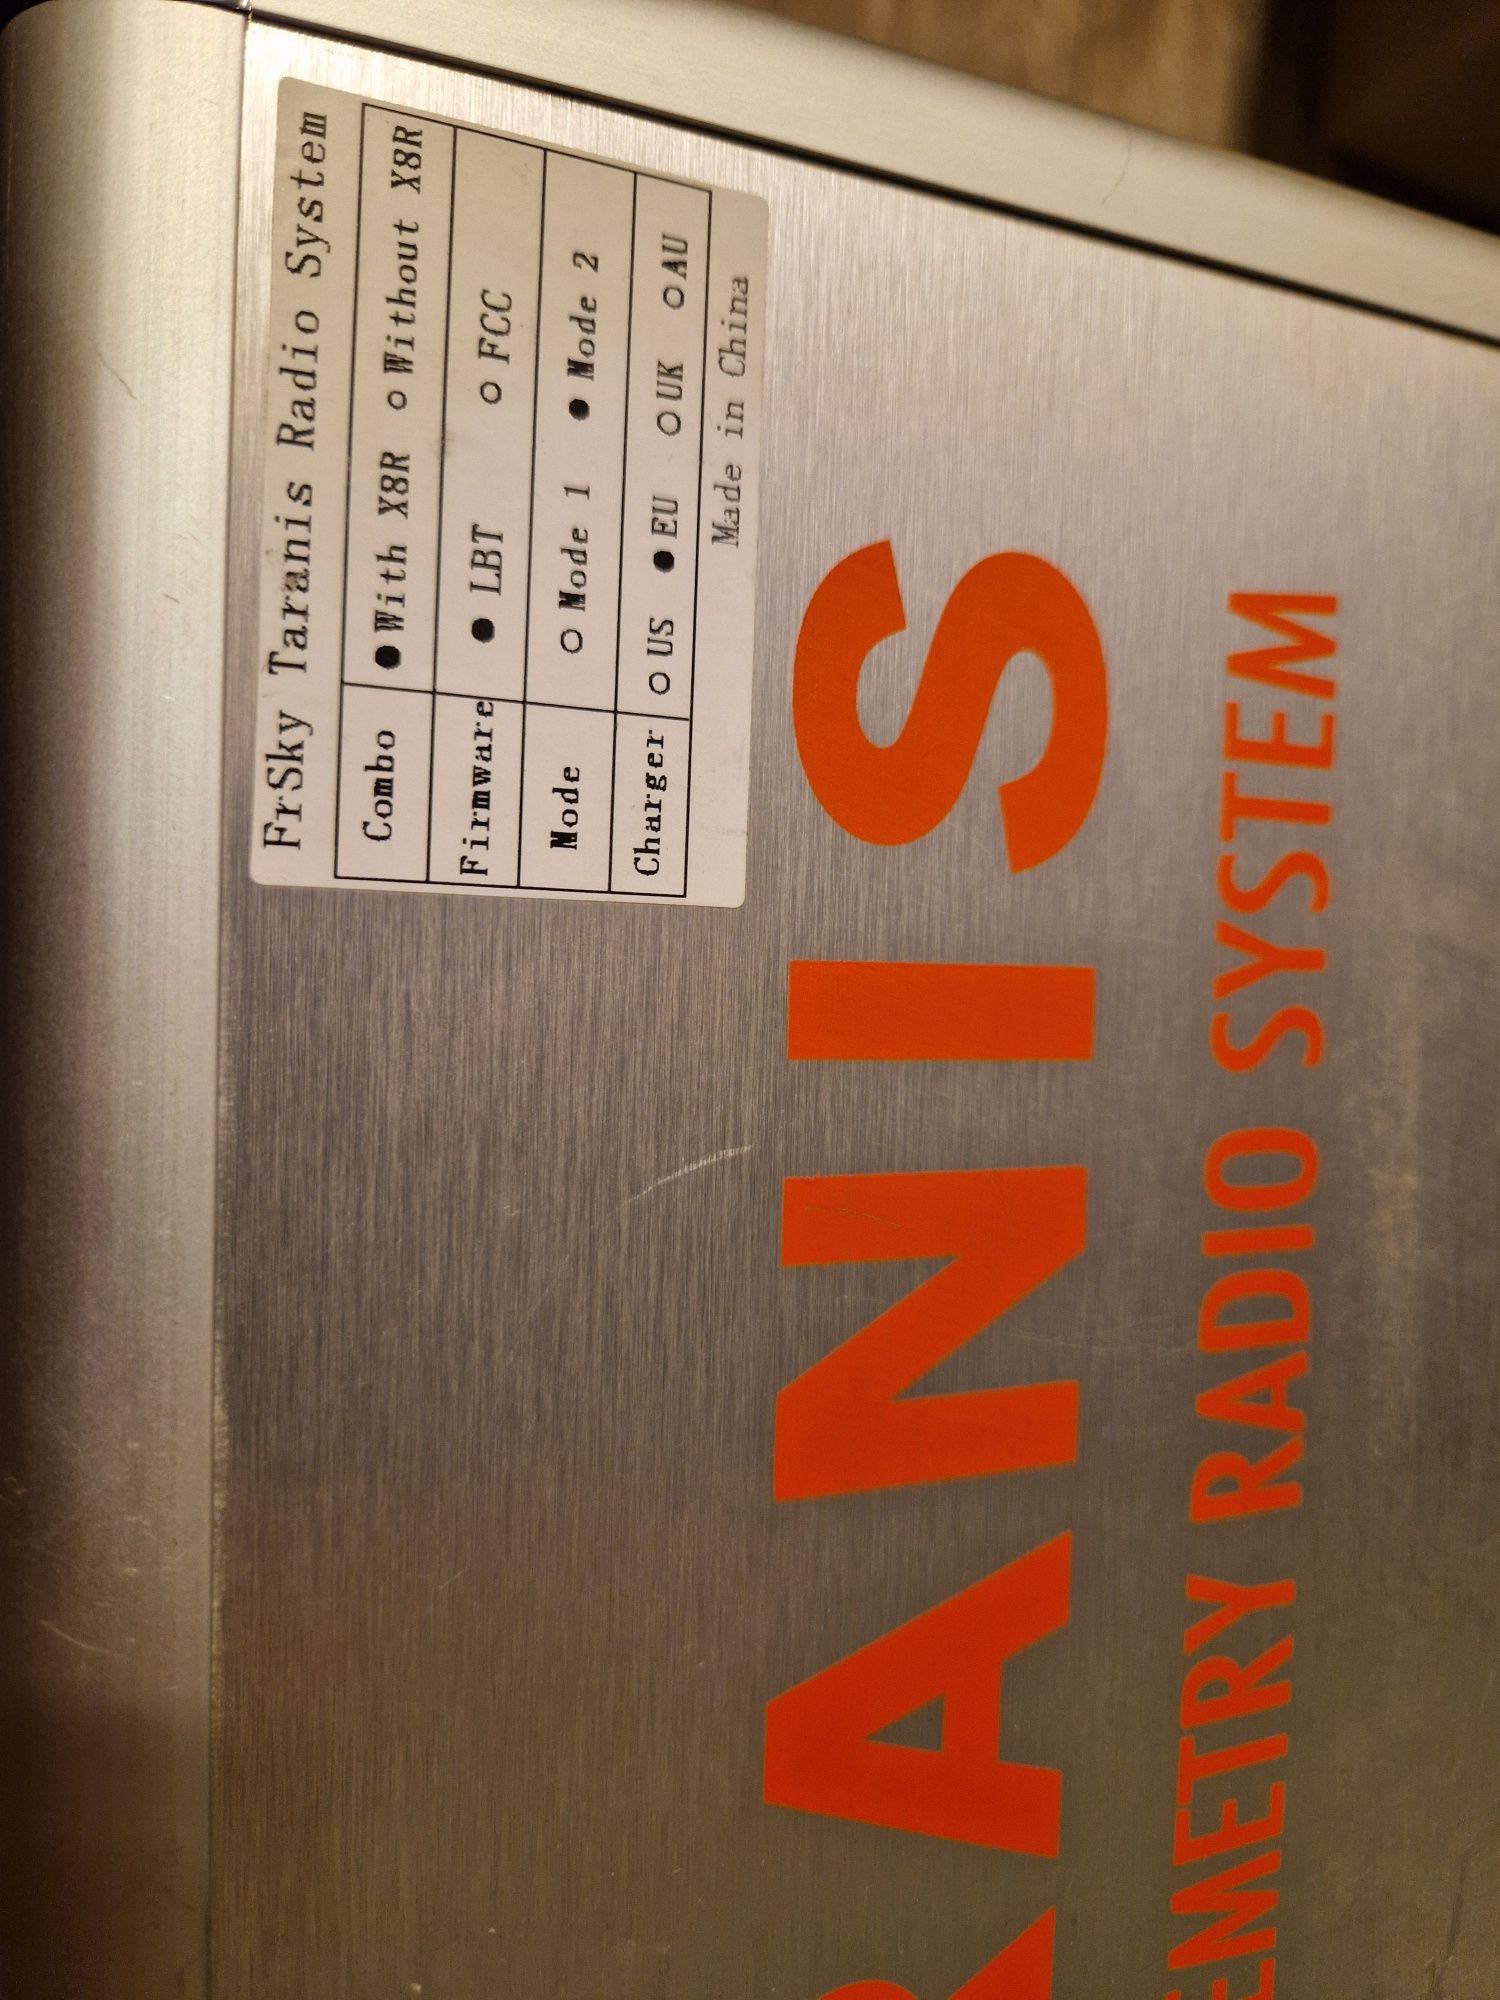 FrSky Taranis Radio System
Combo ● With X8R ○ Without X8R
Firmware ● LBT ○ FCC
Mode ○ Mode 1 ● Mode 2
Charger ○ US ● EU ○ UK ○ AU
Made in China
RANIS
EMETRY RADIO SYSTEM